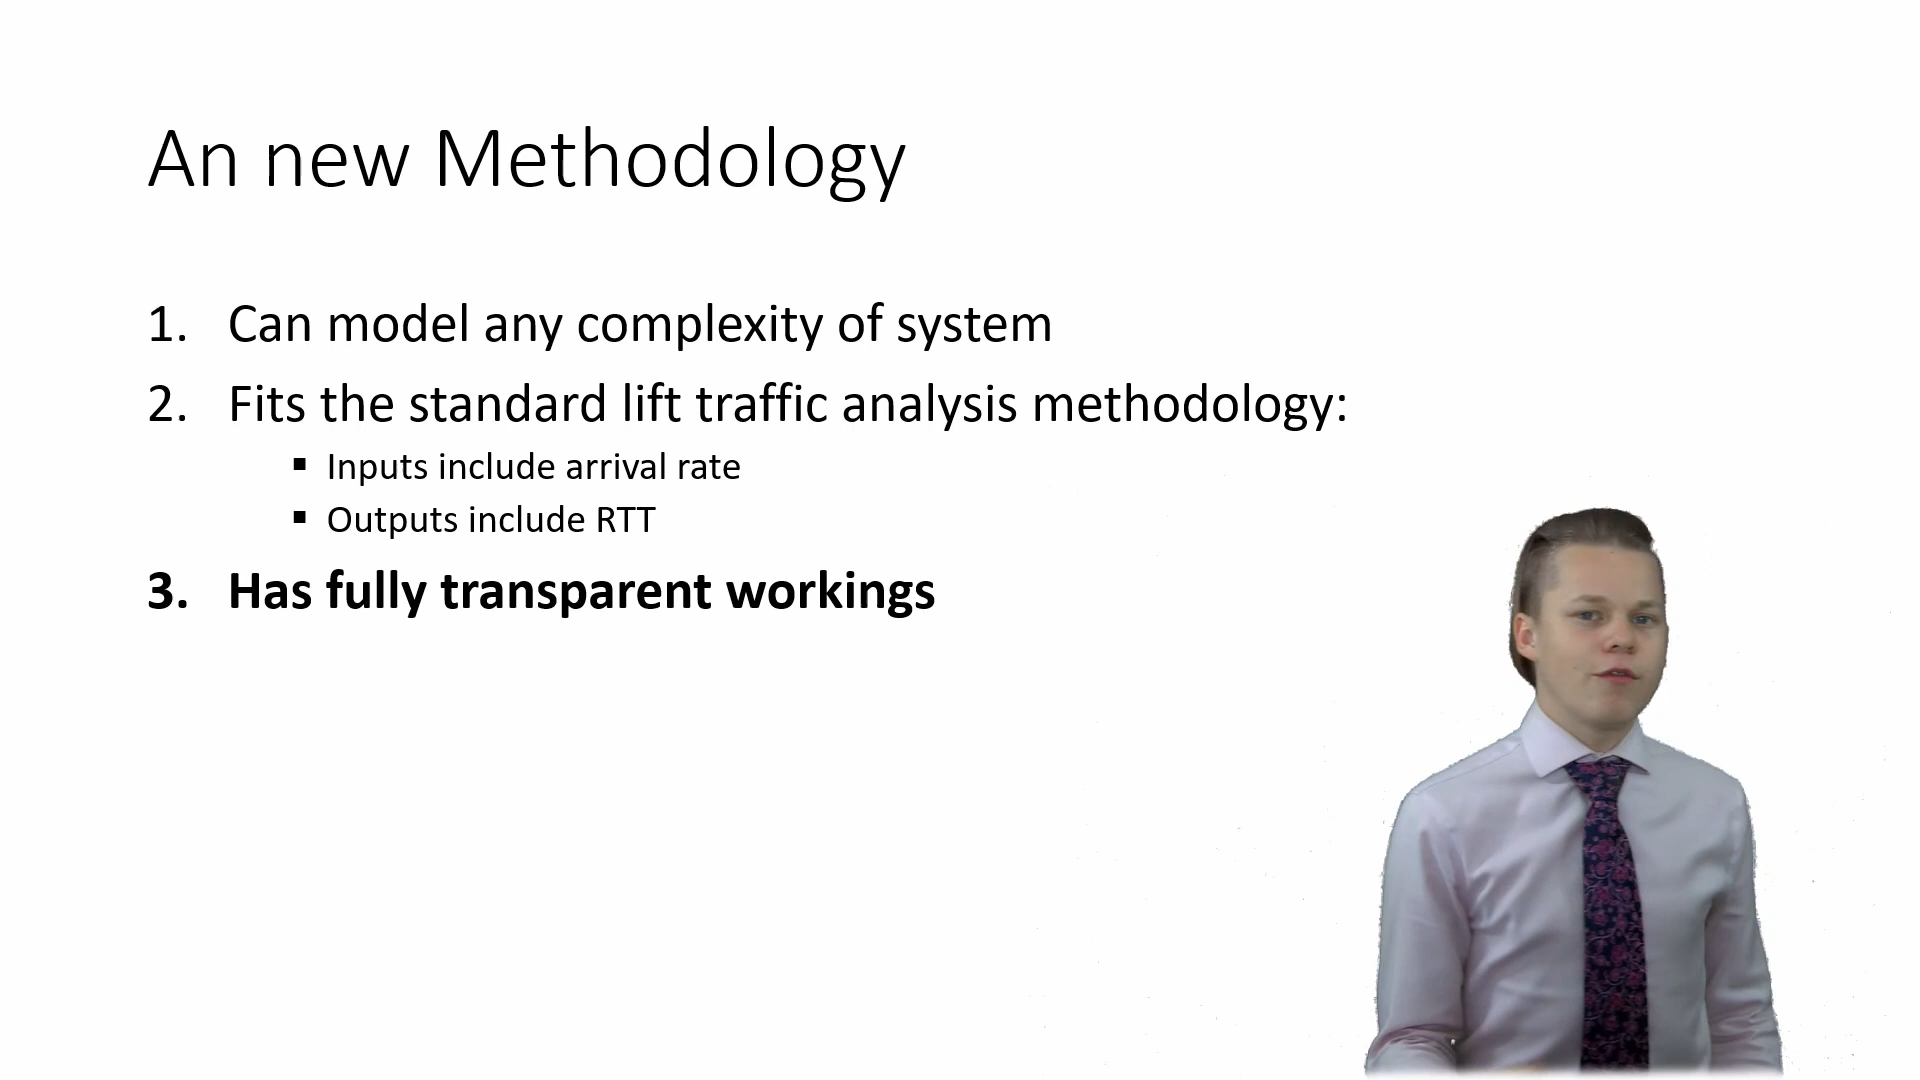 An new Methodology
1. Can model any complexity of system
2. Fits the standard lift traffic analysis methodology:
▪ Inputs include arrival rate
▪ Outputs include RTT
3. Has fully transparent workings